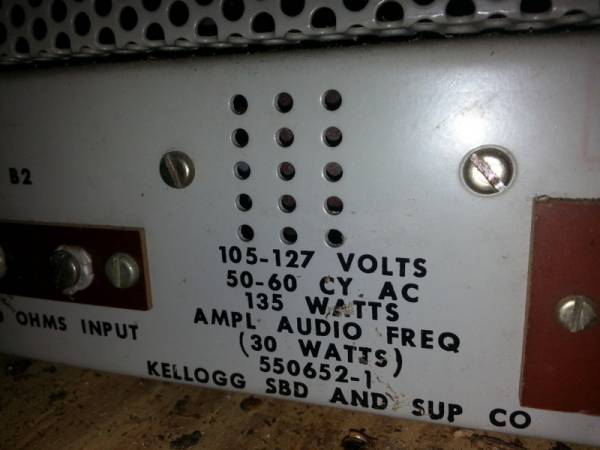 B2
OHMS INPUT
105-127 VOLTS
50-60 CY AC
135 WATTS
AMPL AUDIO FREQ
(30 WATTS)
550652-1
KELLOGG SBD AND SUP CO